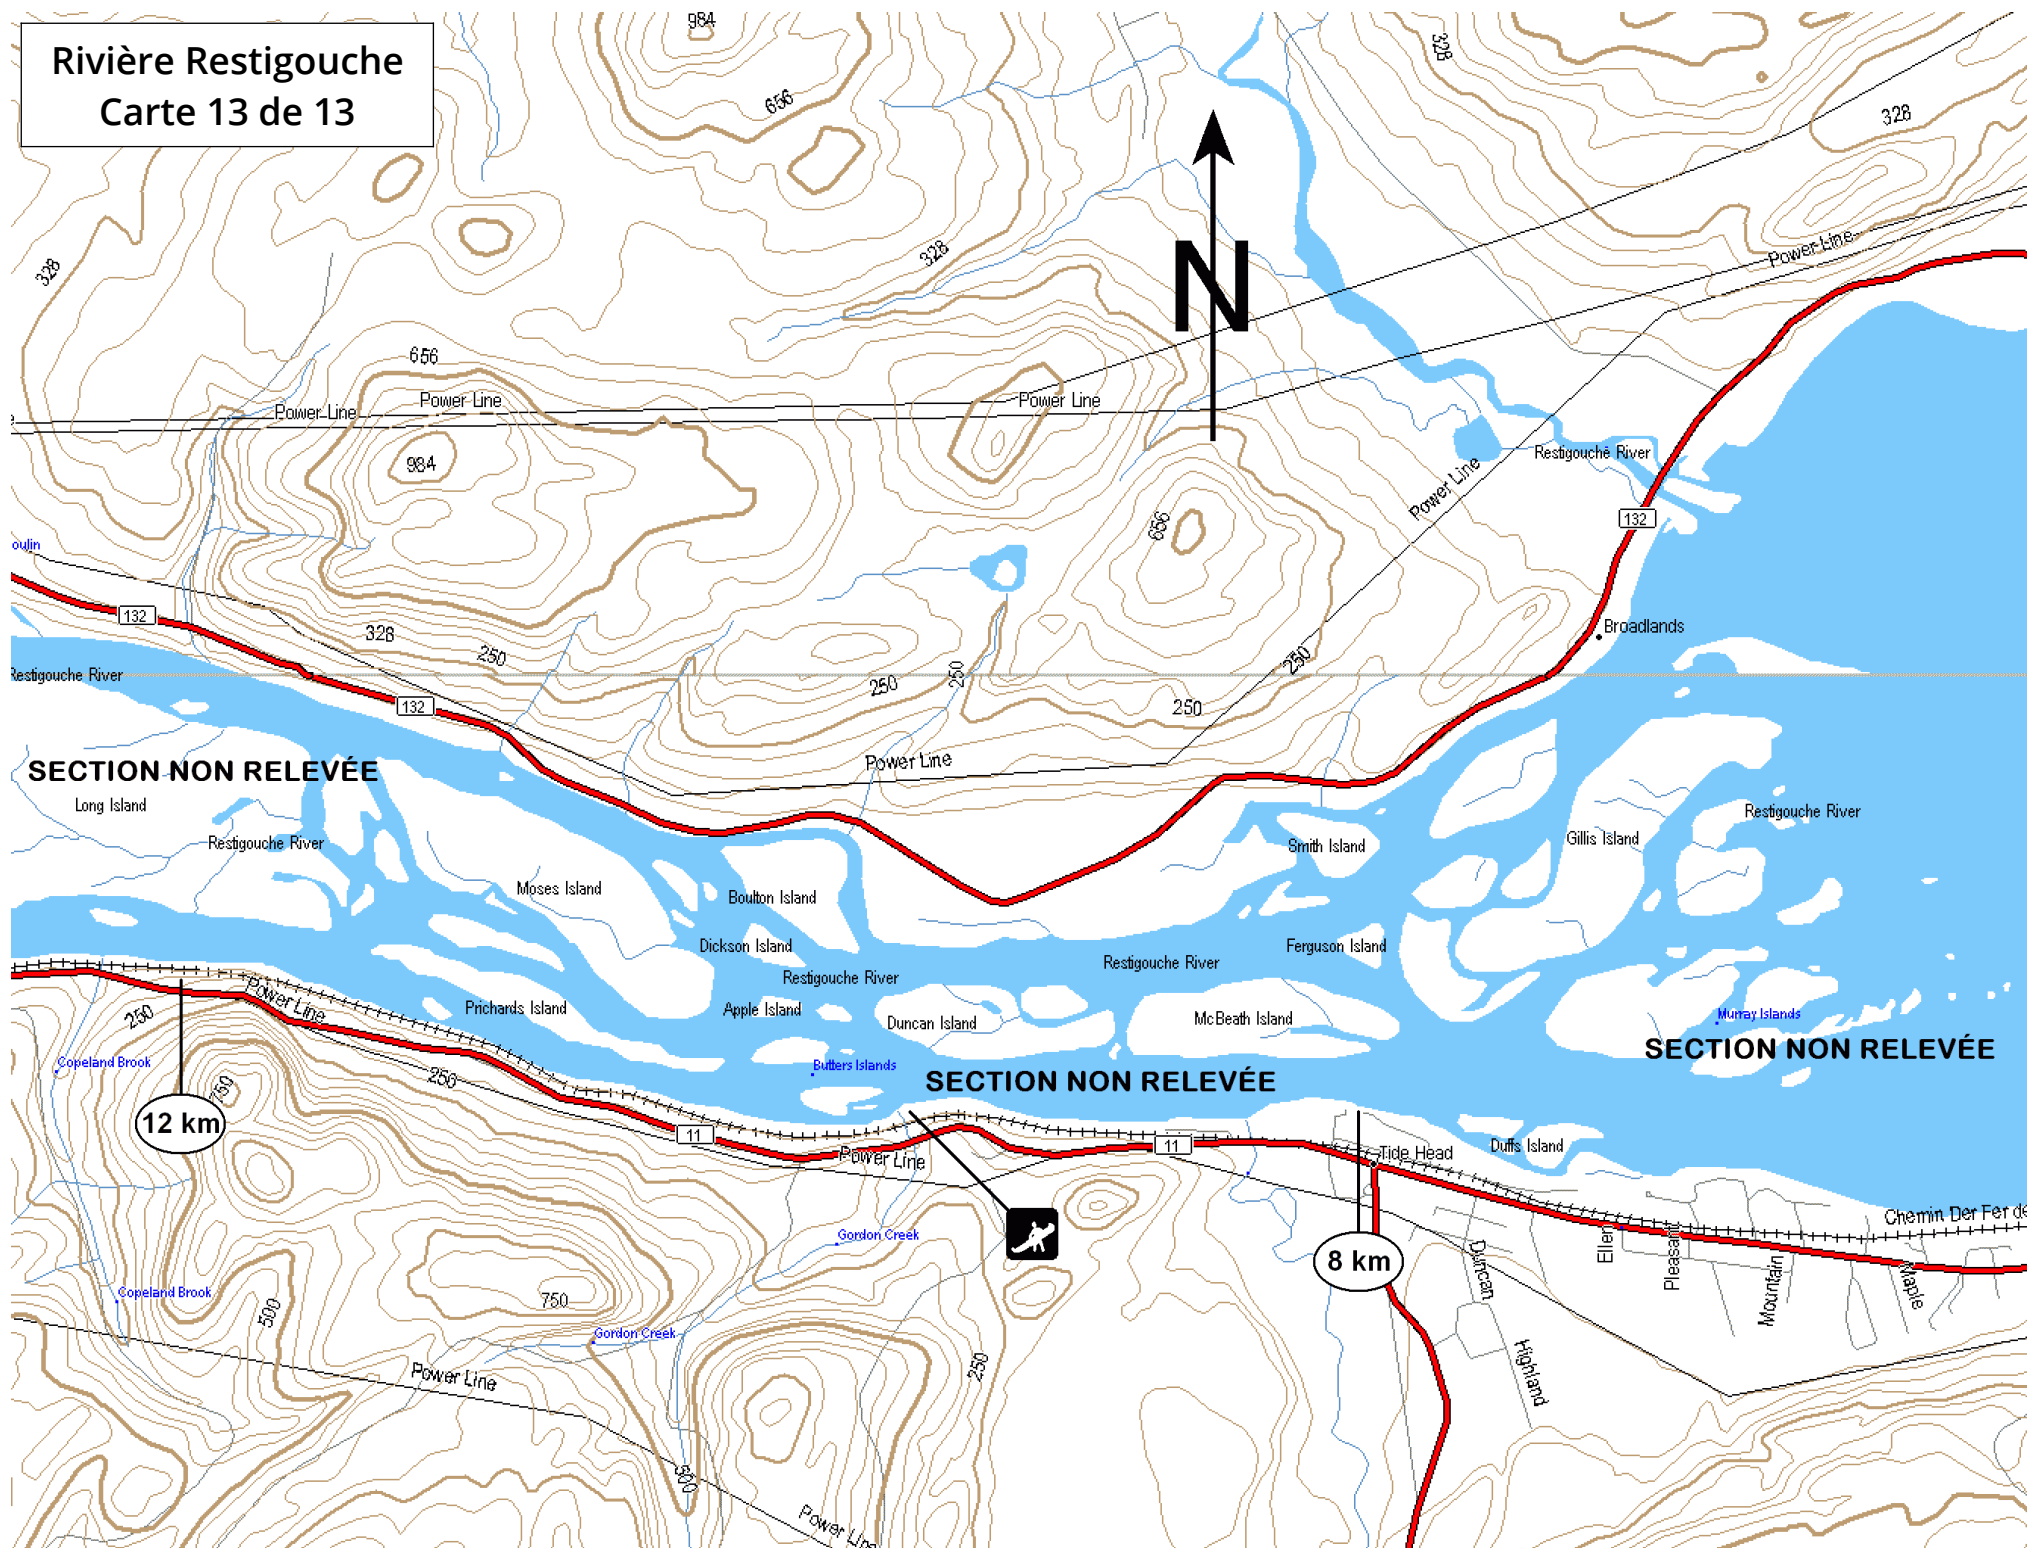 Rivière Restigouche
Carte 13 de 13
984
656
328
328
328
328
Power Line
656
Power Line
Power Line
Power Line
984
Restigouche River
Power Line
656
132
oulin
132
Broadlands
328
250
250
250
250
250
Restigouche River
132
Power Line
SECTION NON RELEVÉE
Long Island
Restigouche River
Moses Island
Boulton Island
Smith Island
Gillis Island
Restigouche River
Dickson Island
Restigouche River
Restigouche River
Ferguson Island
Prichards Island
Apple Island
Duncan Island
McBeath Island
Murray Islands
SECTION NON RELEVÉE
Power Line
250
Copeland Brook
750
250
Butters Islands
SECTION NON RELEVÉE
12 km
11
Power Line
11
Tide Head
Duffs Island
Gordon Creek
8 km
Duncan
Ellen
Pleasant
Mountain
Maple
Chemin Der Fer de
Copeland Brook
500
750
Gordon Creek
Highland
Power Line
250
500
Power Line
N